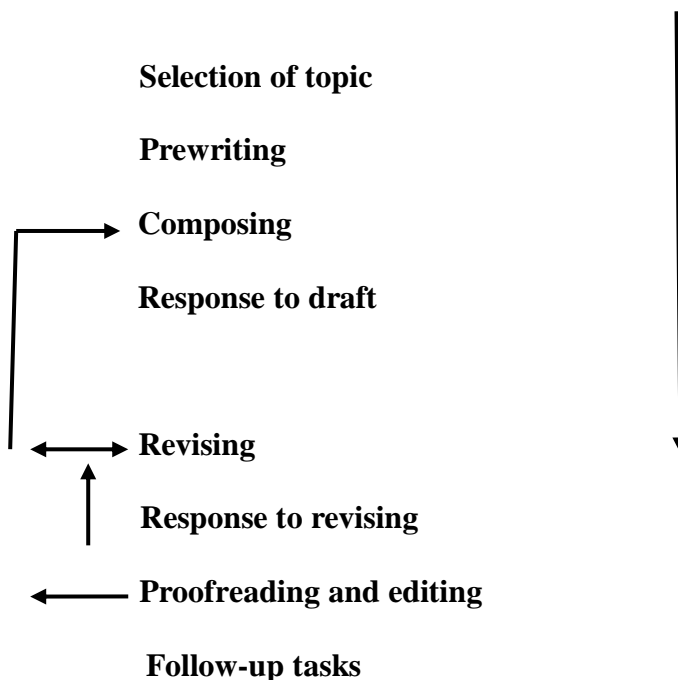 Selection of topic
Prewriting
Composing
Response to draft
Revising
Response to revising
Proofreading and editing
Follow-up tasks